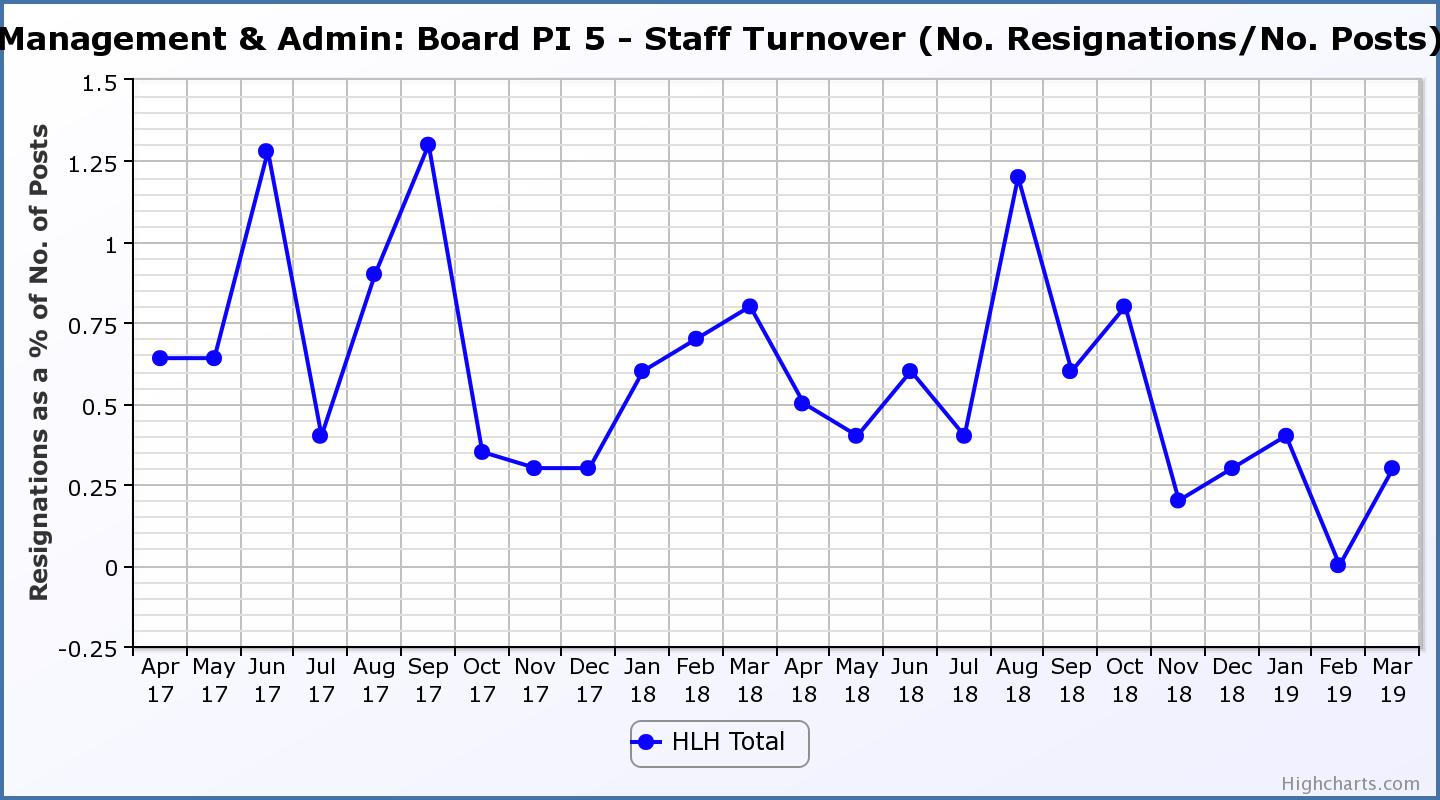 Management & Admin: Board PI 5 - Staff Turnover (No. Resignations/No. Posts)
Resignations as a % of No. of Posts
1.5
1.25
1
0.75
0.5
0.25
0
-0.25
Apr May Jun Jul Aug Sep Oct Nov Dec Jan Feb Mar Apr May Jun Jul Aug Sep Oct Nov Dec Jan Feb Mar
17 17 17 17 17 17 17 17 17 18 18 18 18 18 18 18 18 18 18 18 18 19 19 19
HLH Total
Highcharts.com